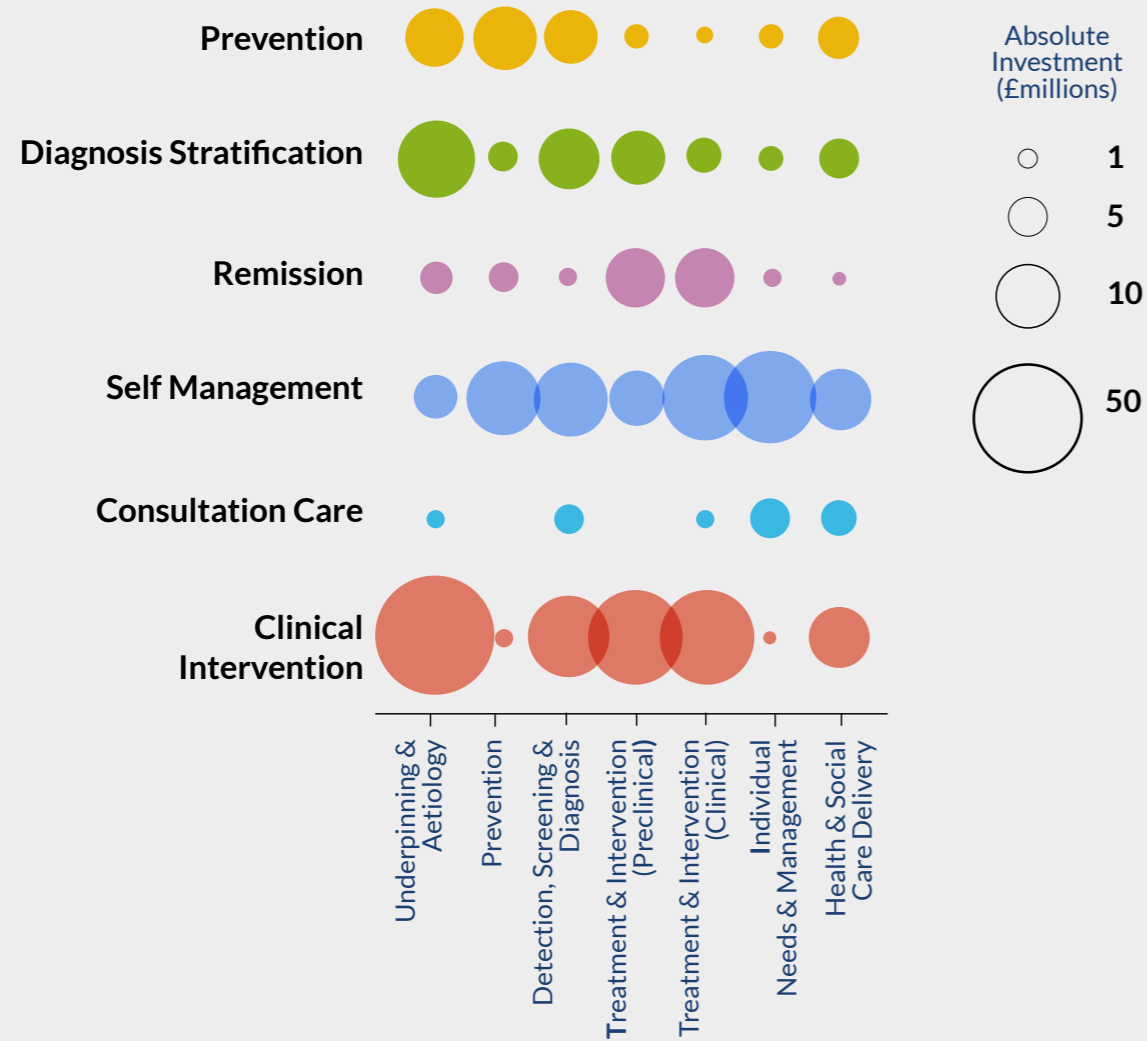 Prevention
Diagnosis Stratification
Remission
Self Management
Consultation Care
Clinical
Intervention
Underpinning &
Aetiology
Prevention
Detection, Screening &
Diagnosis
Treatment & Intervention
(Preclinical)
Treatment & Intervention
(Clinical)
Individual
Needs & Management
Health & Social
Care Delivery
Absolute
Investment
(£millions)
1
5
10
50